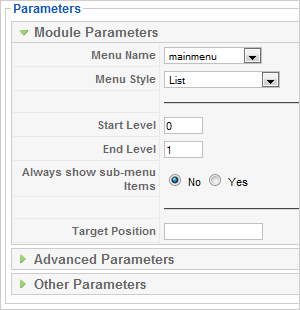 Parameters
Module Parameters
Menu Name mainmenu
Menu Style List
Start Level 0
End Level 1
Always show sub-menu Items No Yes
Target Position
Advanced Parameters
Other Parameters